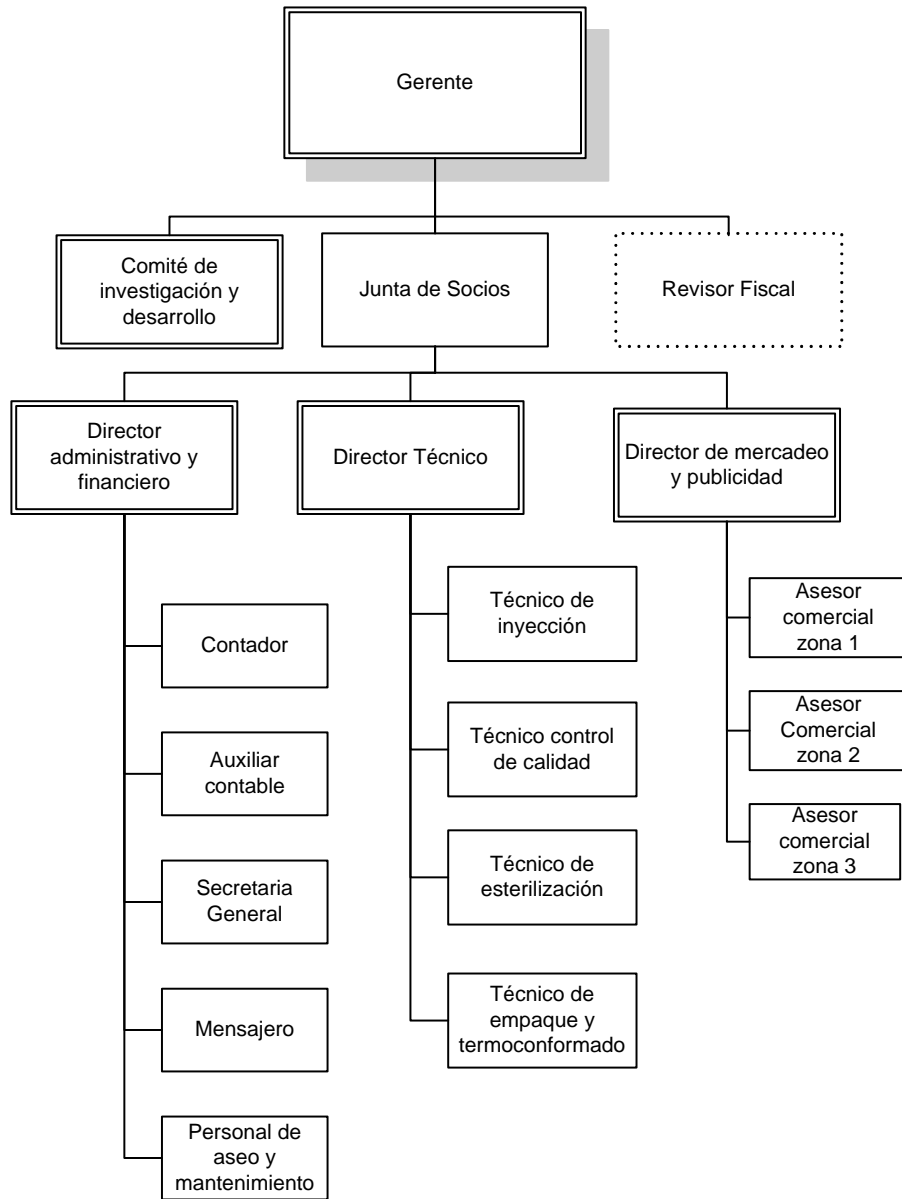 Gerente
Comité de
investigación y
desarrollo
Junta de Socios
Revisor Fiscal
Director
administrativo y
financiero
Director Técnico
Director de mercadeo
y publicidad
Contador
Auxiliar
contable
Secretaria
General
Mensajero
Personal de
aseo y
mantenimiento
Técnico de
inyección
Técnico control
de calidad
Técnico de
esterilización
Técnico de
empaque y
termoconformado
Asesor
comercial
zona 1
Asesor
Comercial
zona 2
Asesor
comercial
zona 3